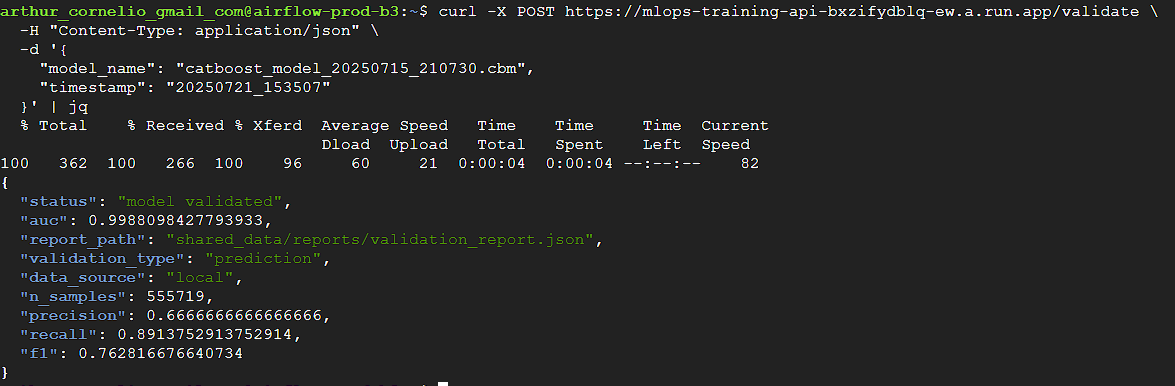 arthur_cornelio_gmail_com@airflow-prod-b3:~$ curl -X POST https://mlops-training-api-bxzifydblq-ew.a.run.app/validate \
  -H "Content-Type: application/json" \
  -d '{
    "model_name": "catboost_model_20250715_210730.cbm",
    "timestamp": "20250721_153507"
  }' | jq
  % Total    % Received % Xferd  Average Speed   Time    Time     Time  Current
                                 Dload  Upload   Total   Spent    Left  Speed
100   362  100   266  100    96     60     21  0:00:04  0:00:04 --:--:--    82
{
  "status": "model validated",
  "auc": 0.9988098427793933,
  "report_path": "shared_data/reports/validation_report.json",
  "validation_type": "prediction",
  "data_source": "local",
  "n_samples": 555719,
  "precision": 0.6666666666666666,
  "recall": 0.8913752913752914,
  "f1": 0.762816676640734
}